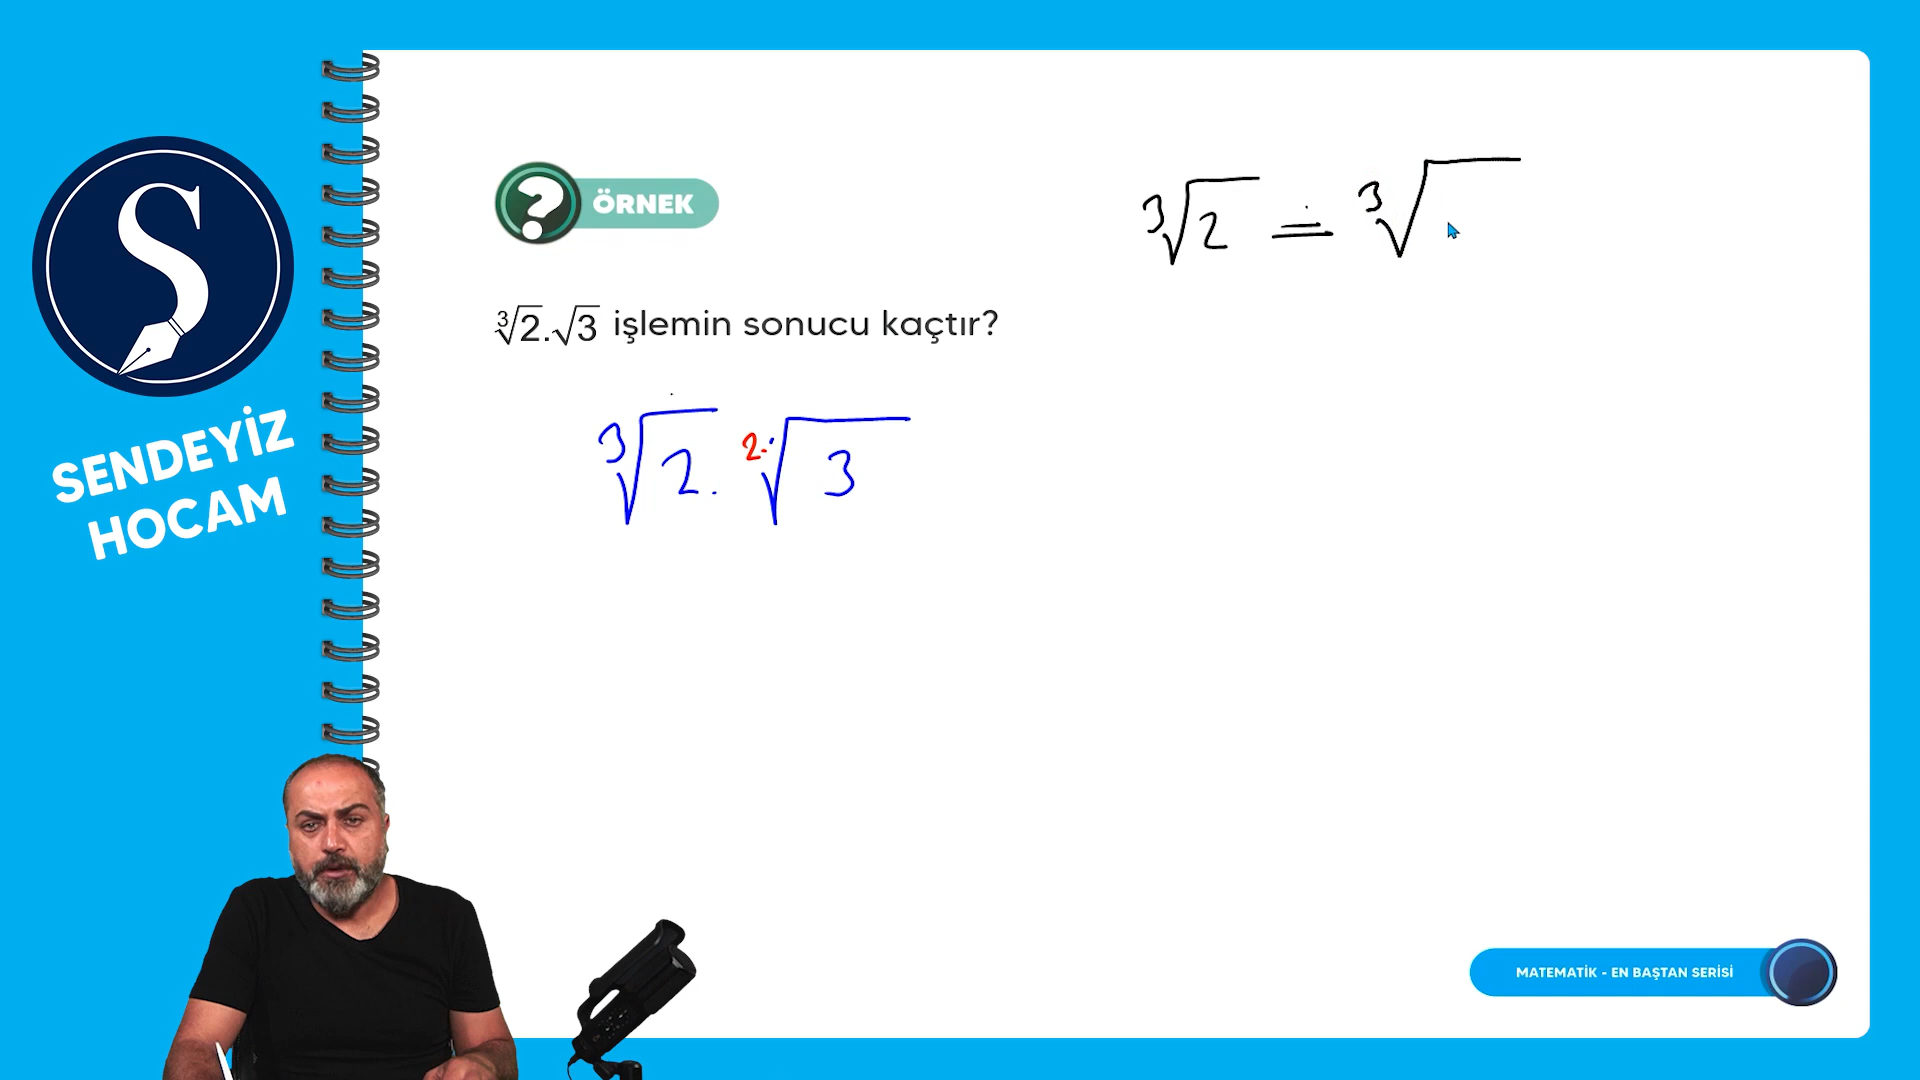 S
SENDEYİZ
HOCAM
? ÖRNEK
∛2 = ∛
∛2.√3 işlemin sonucu kaçtır?
∛2. ²√3
MATEMATİK - EN BAŞTAN SERİSİ